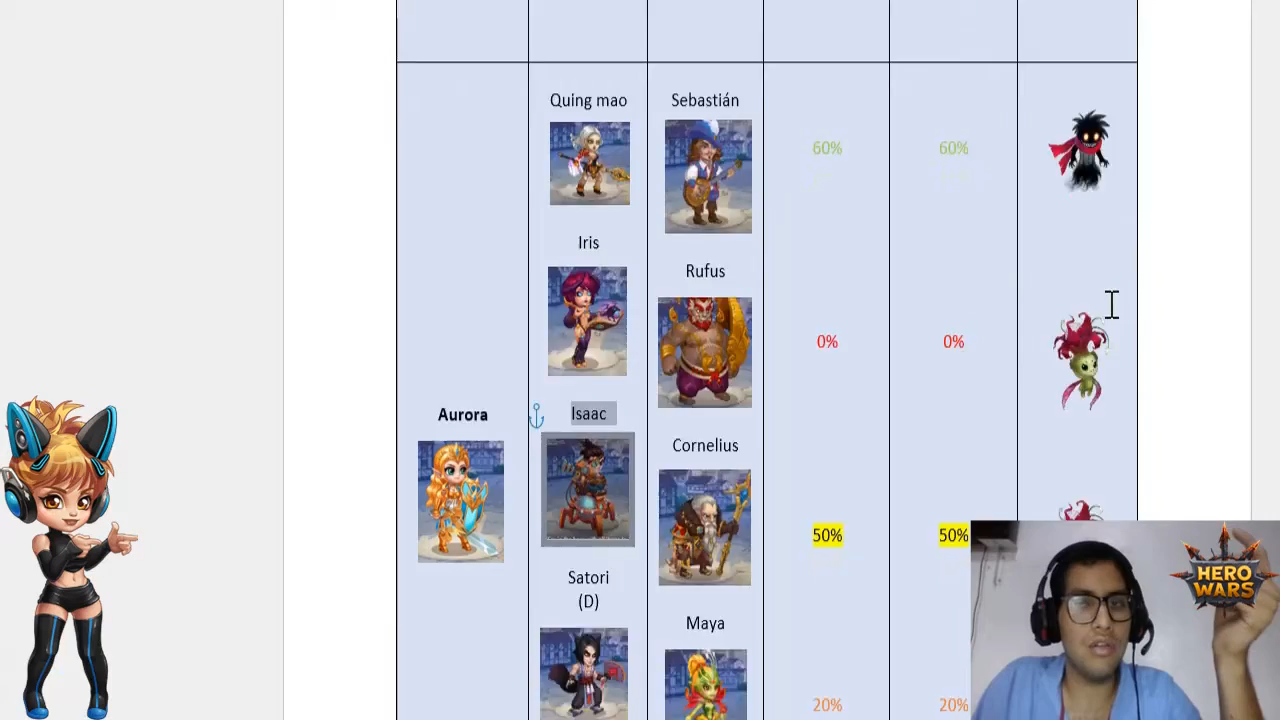 Quing mao
Sebastián
60%
60%
Iris
Rufus
0%
0%
Aurora
Isaac
Cornelius
50%
50%
Satori
(D)
Maya
20%
20%
HERO
WARS